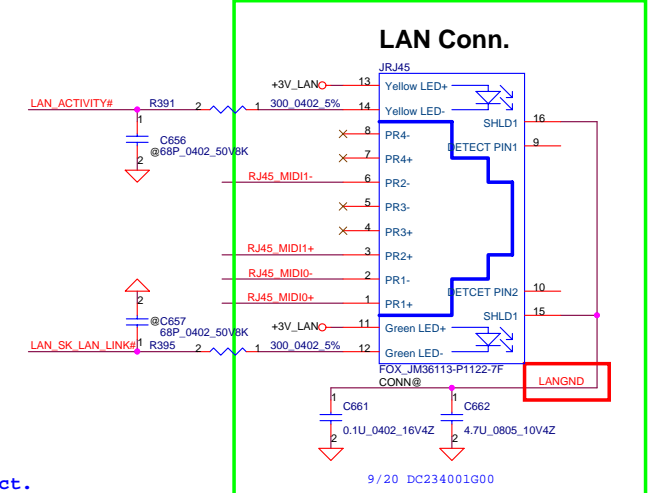 LAN Conn.
JRJ45
+3V_LAN 13 Yellow LED+
LAN_ACTIVITY# R391 2 1 300_0402_5% 14 Yellow LED-
SHLD1 16
1
C656
@68P_0402_50V8K
2
8 PR4-
DETECT PIN1 9
7 PR4+
RJ45_MIDI1- 6 PR2-
5 PR3-
4 PR3+
RJ45_MIDI1+ 3 PR2+
RJ45_MIDI0- 2 PR1-
DETCET PIN2 10
RJ45_MIDI0+ 1 PR1+
2
@C657
68P_0402_50V8K
1
SHLD1 15
+3V_LAN 11 Green LED+
LAN_SK_LAN_LINK# R395 2 1 300_0402_5% 12 Green LED-
FOX_JM36113-P1122-7F
CONN@
LANGND
1 C661
0.1U_0402_16V4Z
2
1 C662
4.7U_0805_10V4Z
2
9/20 DC234001G00
ct.